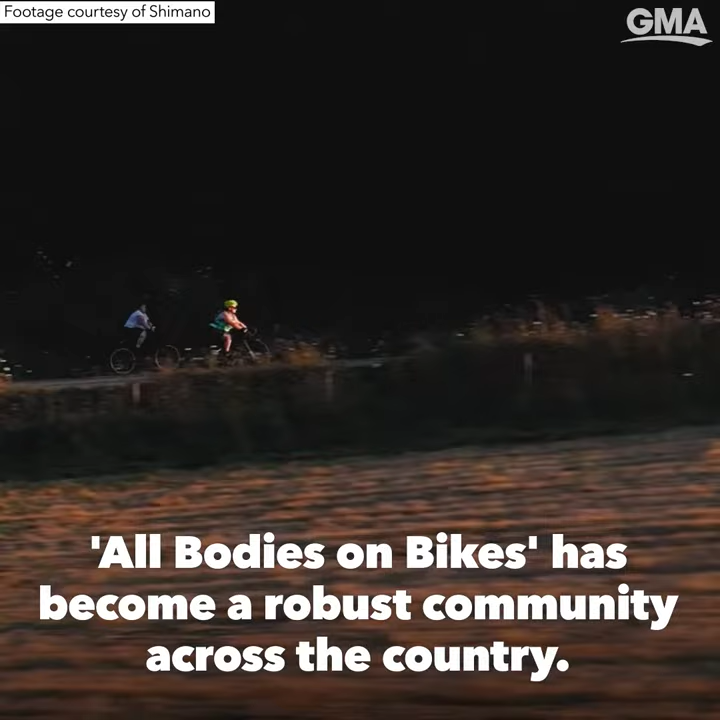 Footage courtesy of Shimano
GMA
'All Bodies on Bikes' has
become a robust community
across the country.